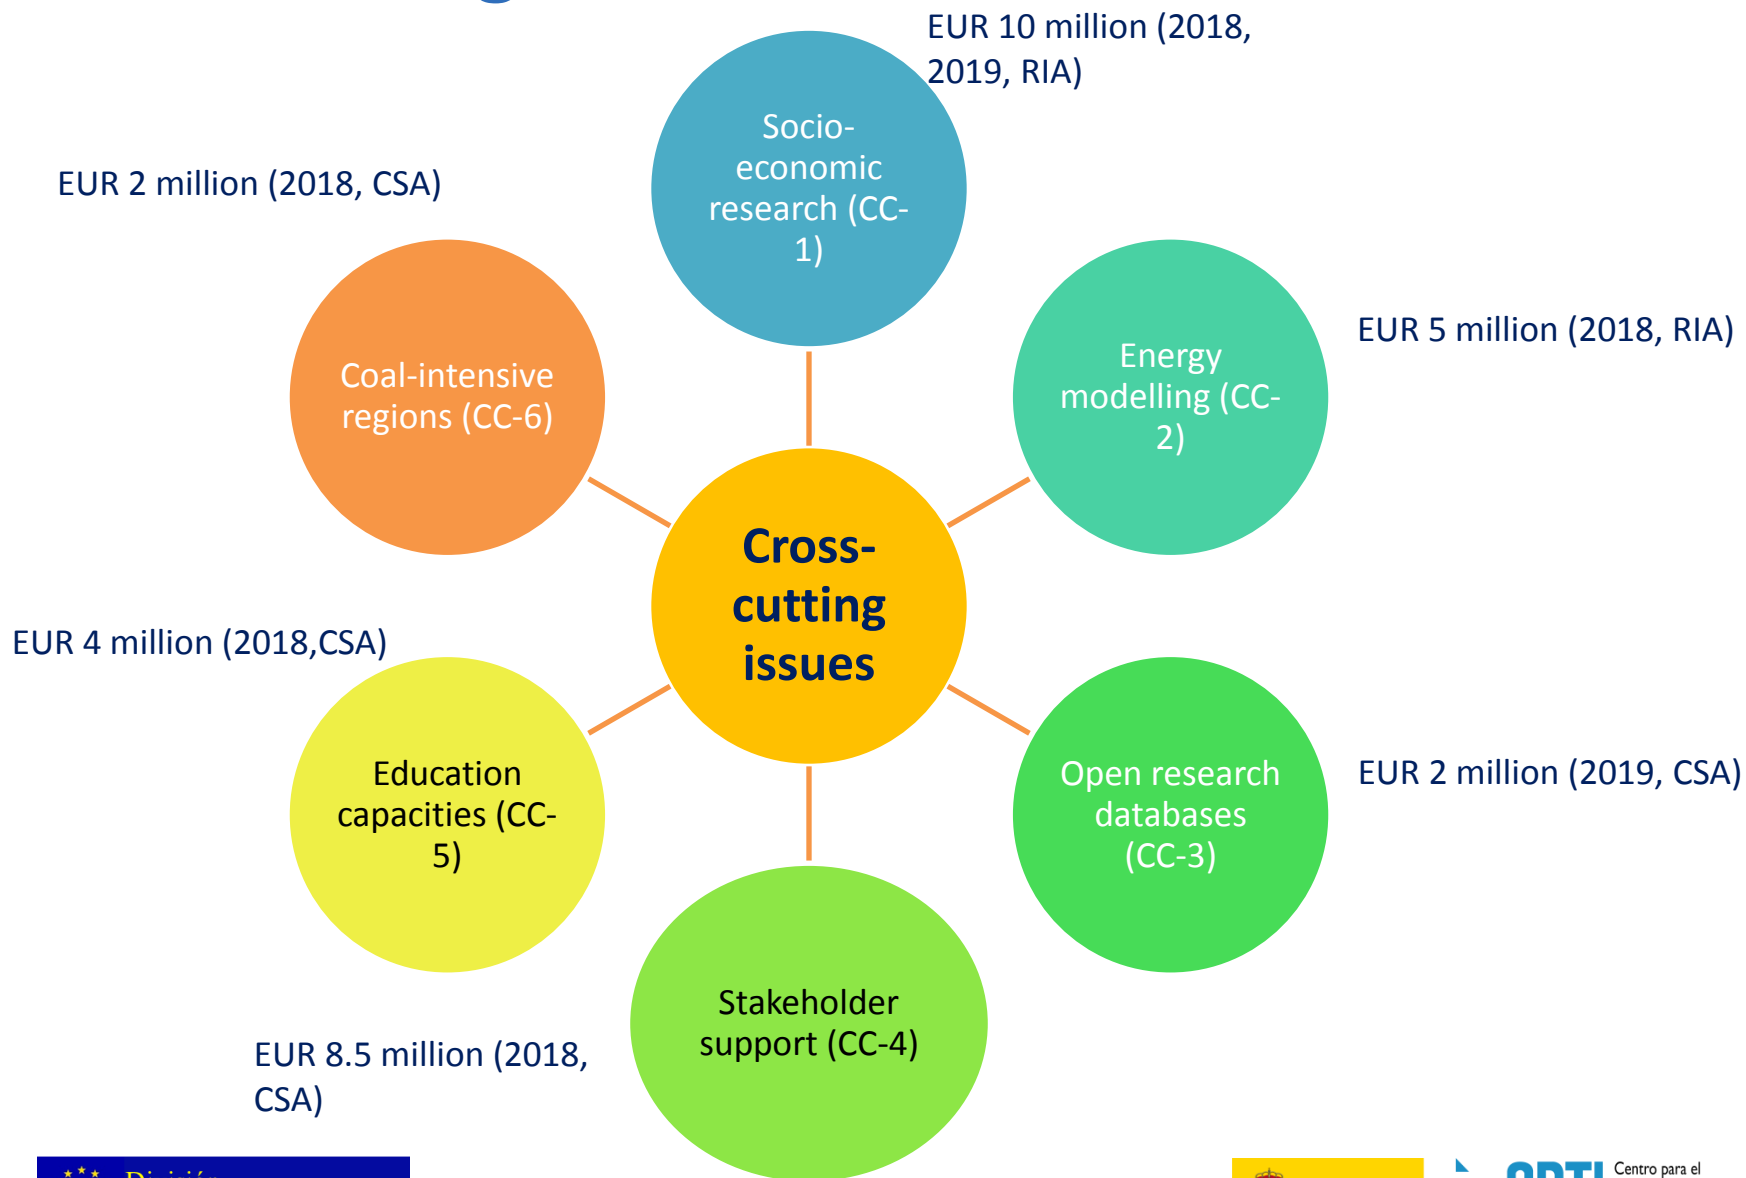 EUR 10 million (2018,
2019, RIA)
Socio-
economic
research (CC-
1)
EUR 2 million (2018, CSA)
Coal-intensive
regions (CC-6)
Energy
modelling (CC-
2)
EUR 5 million (2018, RIA)
Cross-
cutting
issues
EUR 4 million (2018,CSA)
Education
capacities (CC-
5)
Open research
databases
(CC-3)
EUR 2 million (2019, CSA)
Stakeholder
support (CC-4)
EUR 8.5 million (2018,
CSA)
Centro para el